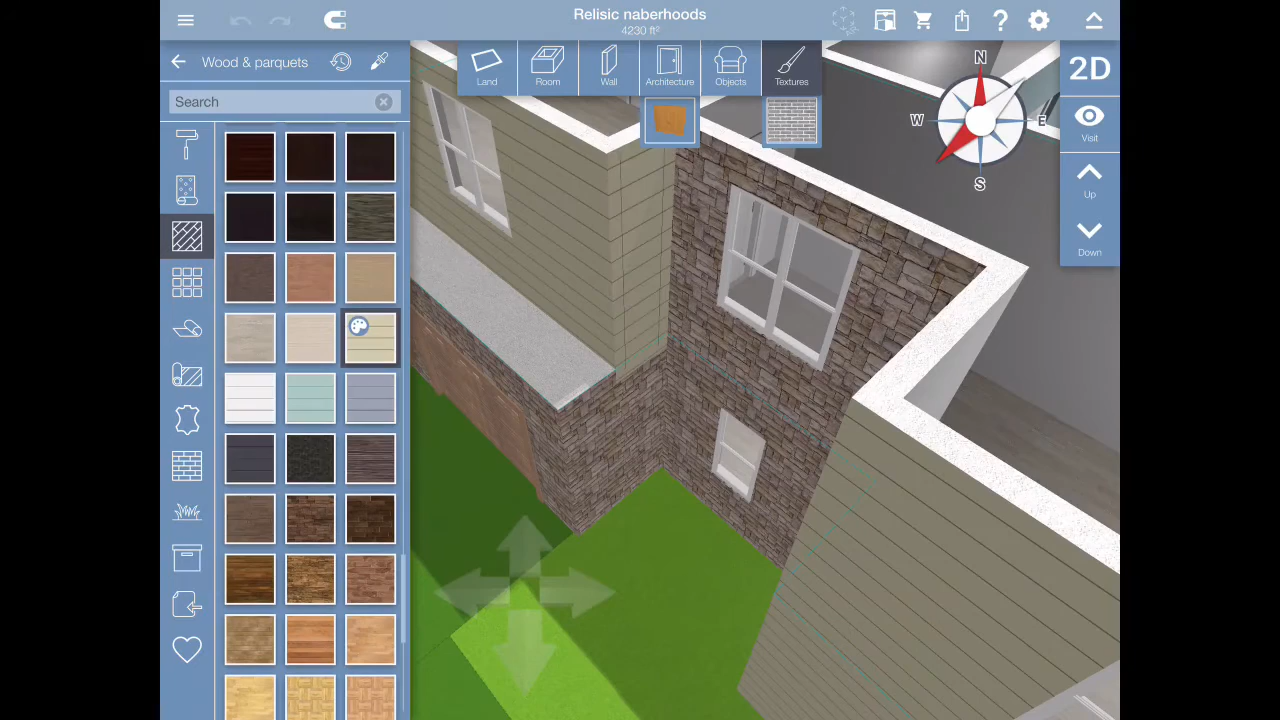 Relisic naberhoods
4230 ft²
Wood & parquets
Search
Land
Room
Wall
Architecture
Objects
Textures
2D
Visit
Up
Down
N
W
E
S